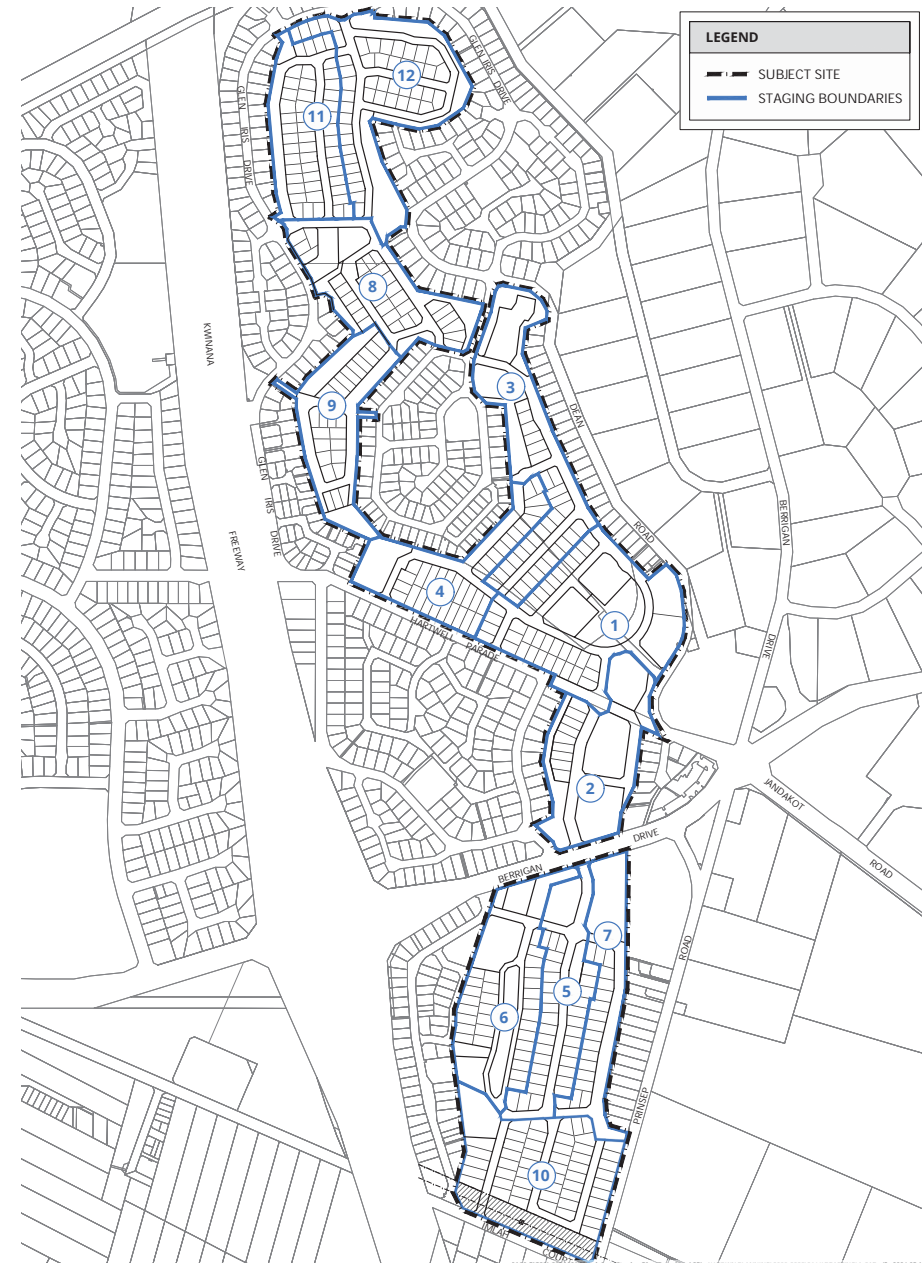 LEGEND
SUBJECT SITE
STAGING BOUNDARIES
GLEN IRIS DRIVE
12
11
GLEN IRIS DRIVE
8
KWINANA
3
9
DEAN
GLEN IRIS DRIVE
BERRIGAN
ROAD
FREEWAY
4
1
HARTWELL PARADE
DRIVE
2
JANDAKOT
DRIVE
BERRIGAN
ROAD
7
ROAD
5
6
PRINSEP
10
IMLAH COURT